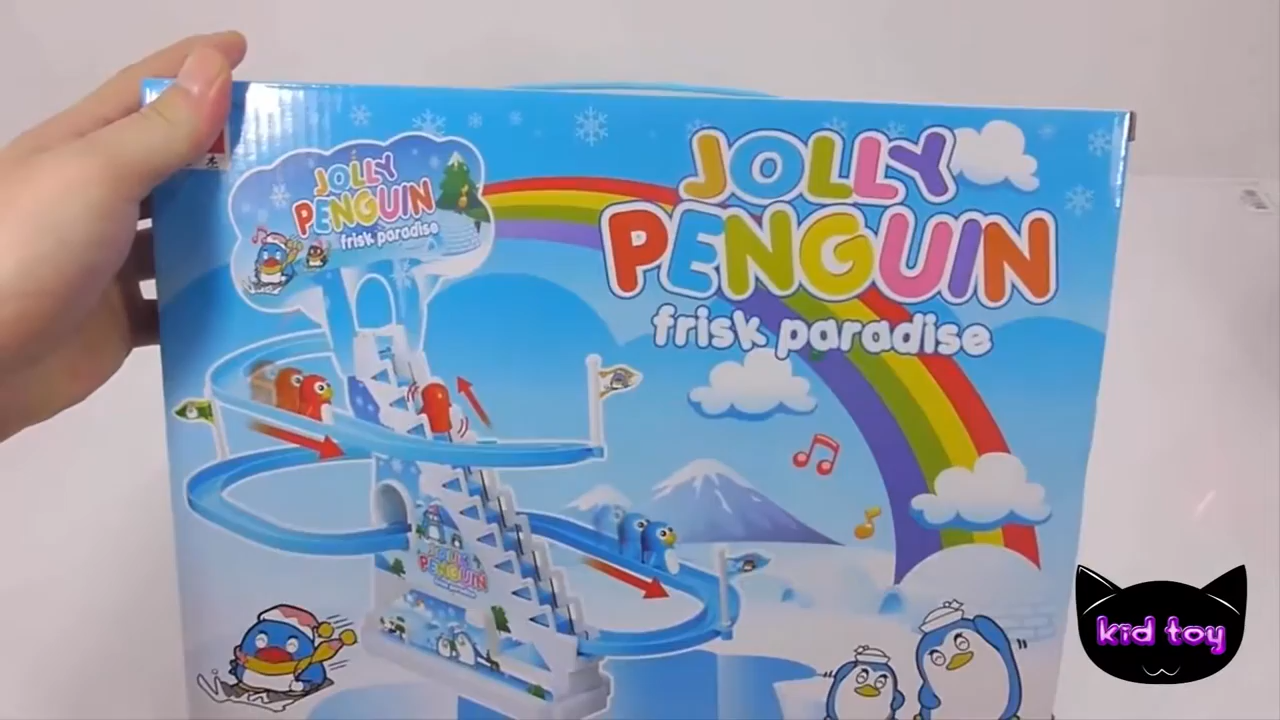 JOLLY
PENGUIN
frisk paradise
JOLLY
PENGUIN
frisk paradise
JOLLY
PENGUIN
kid toy